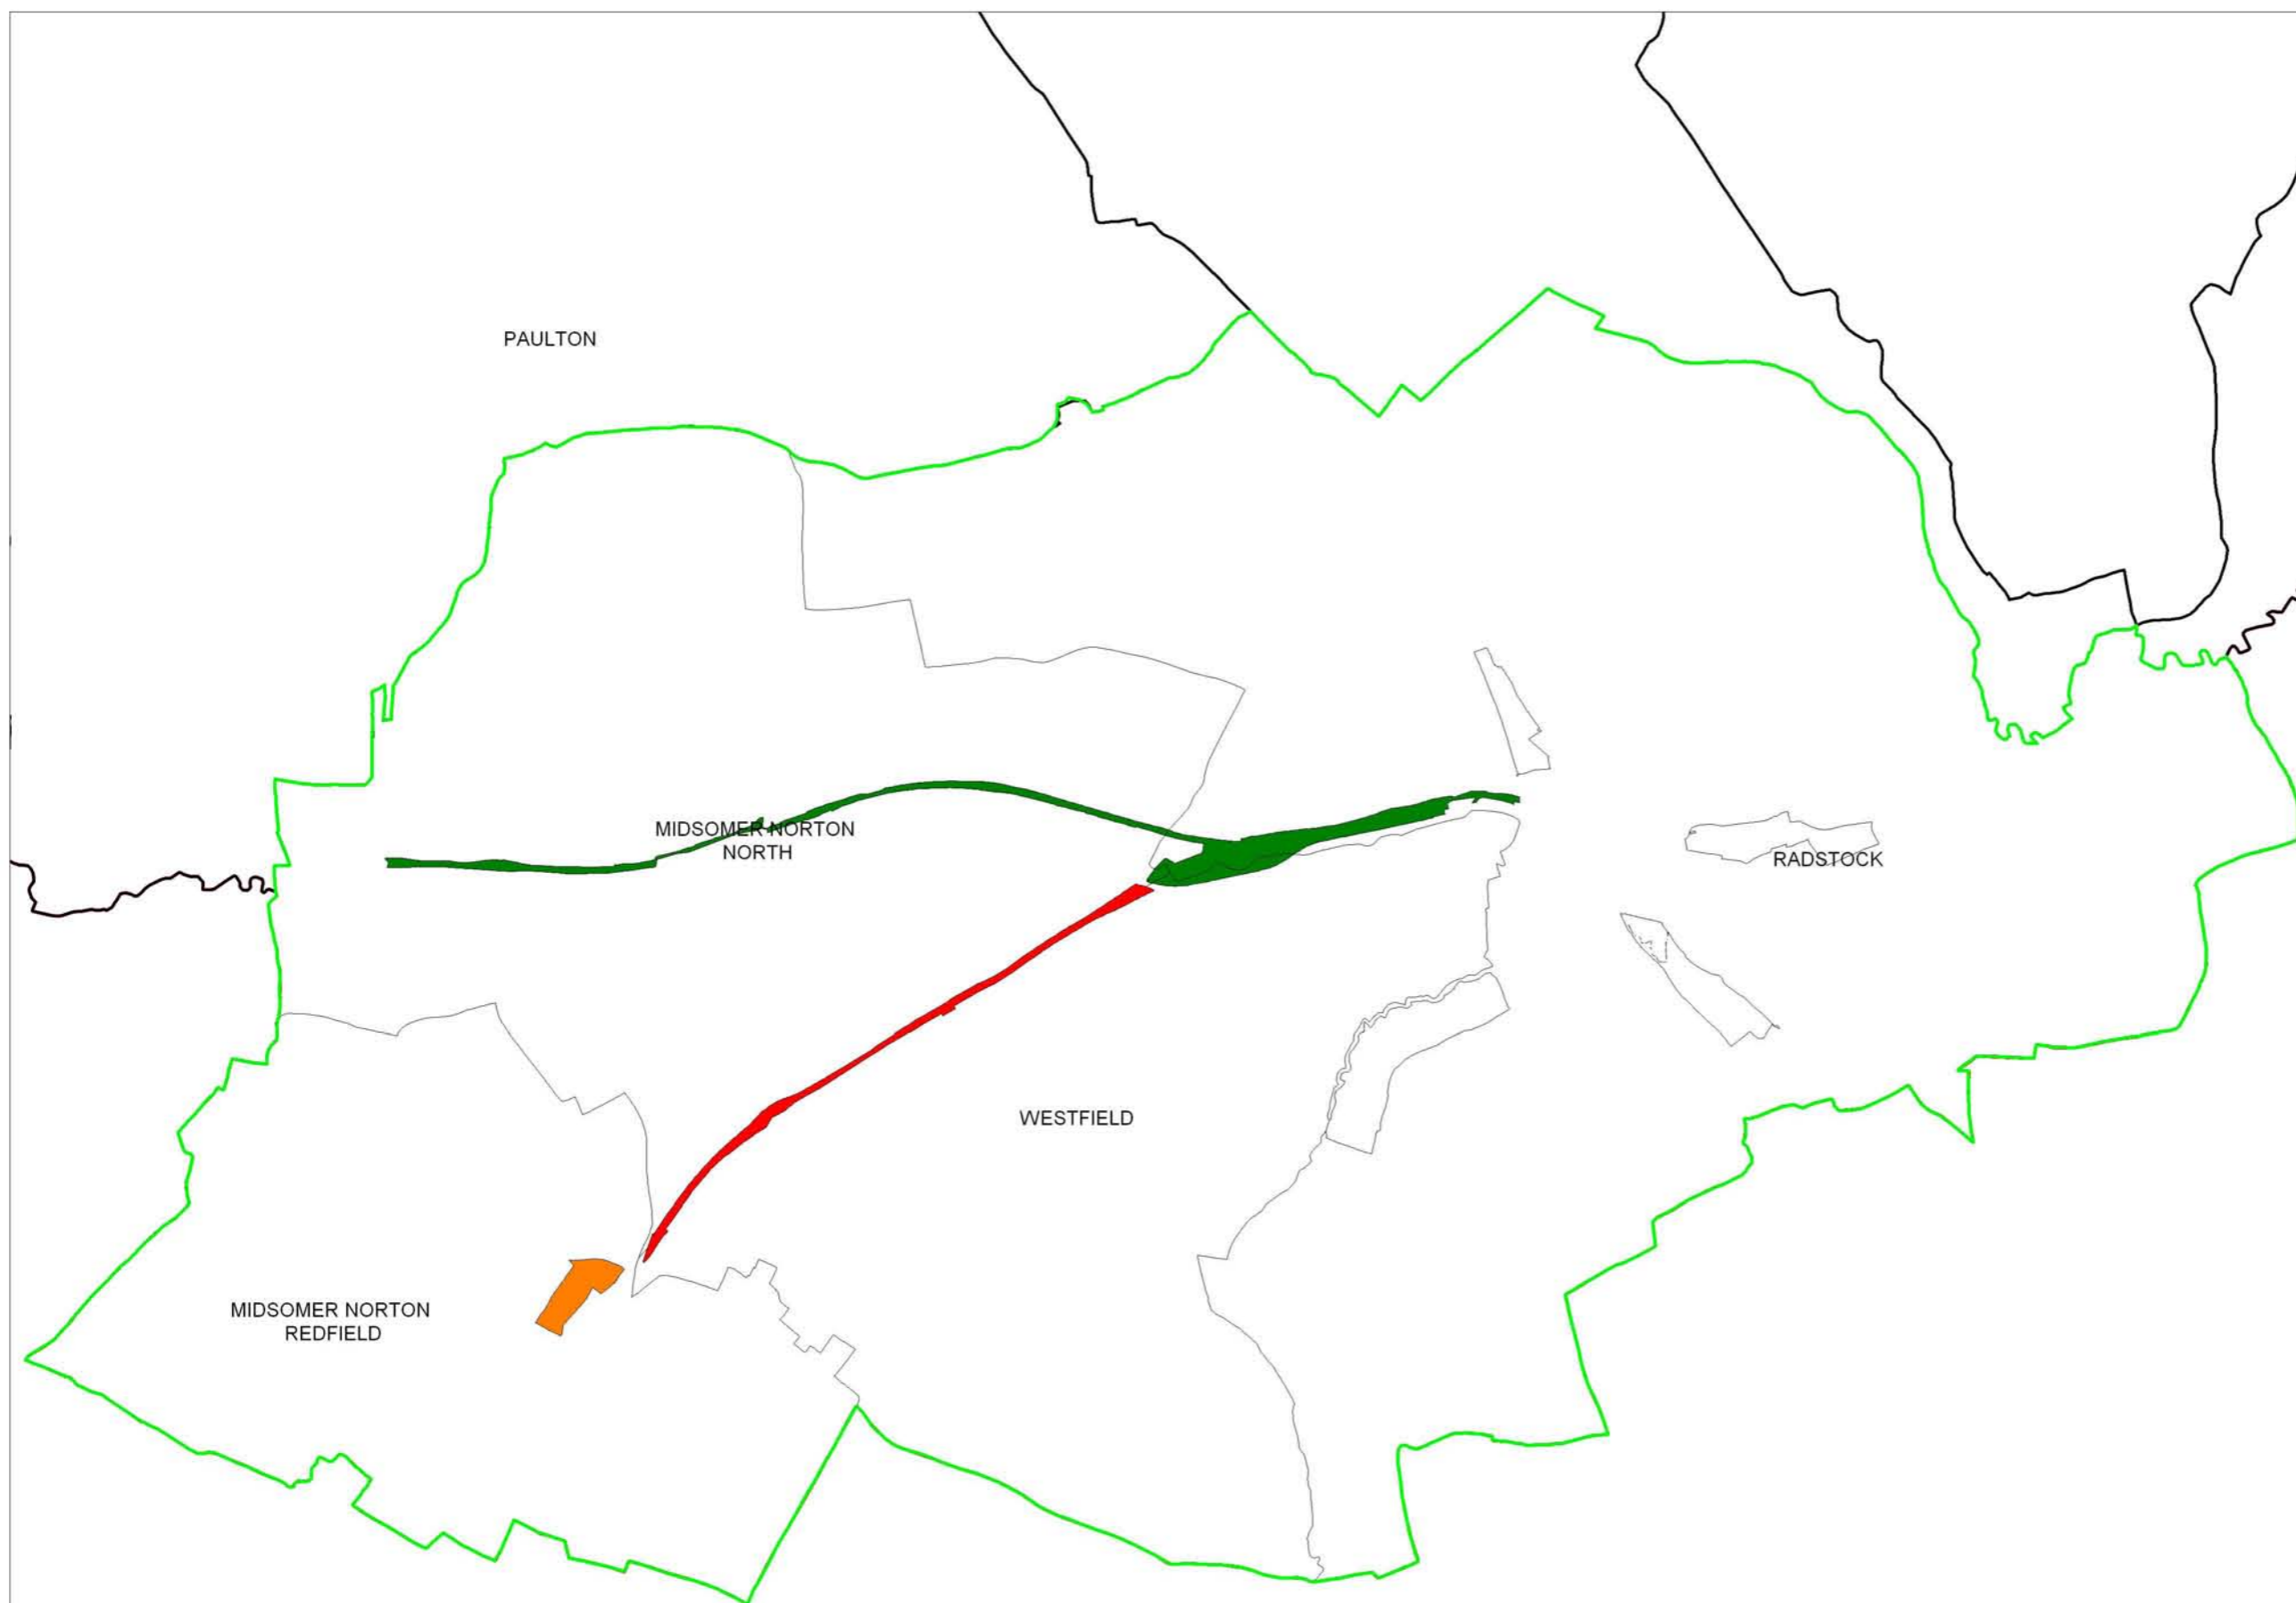 PAULTON
MIDSOMER NORTON
NORTH
RADSTOCK
WESTFIELD
MIDSOMER NORTON
REDFIELD